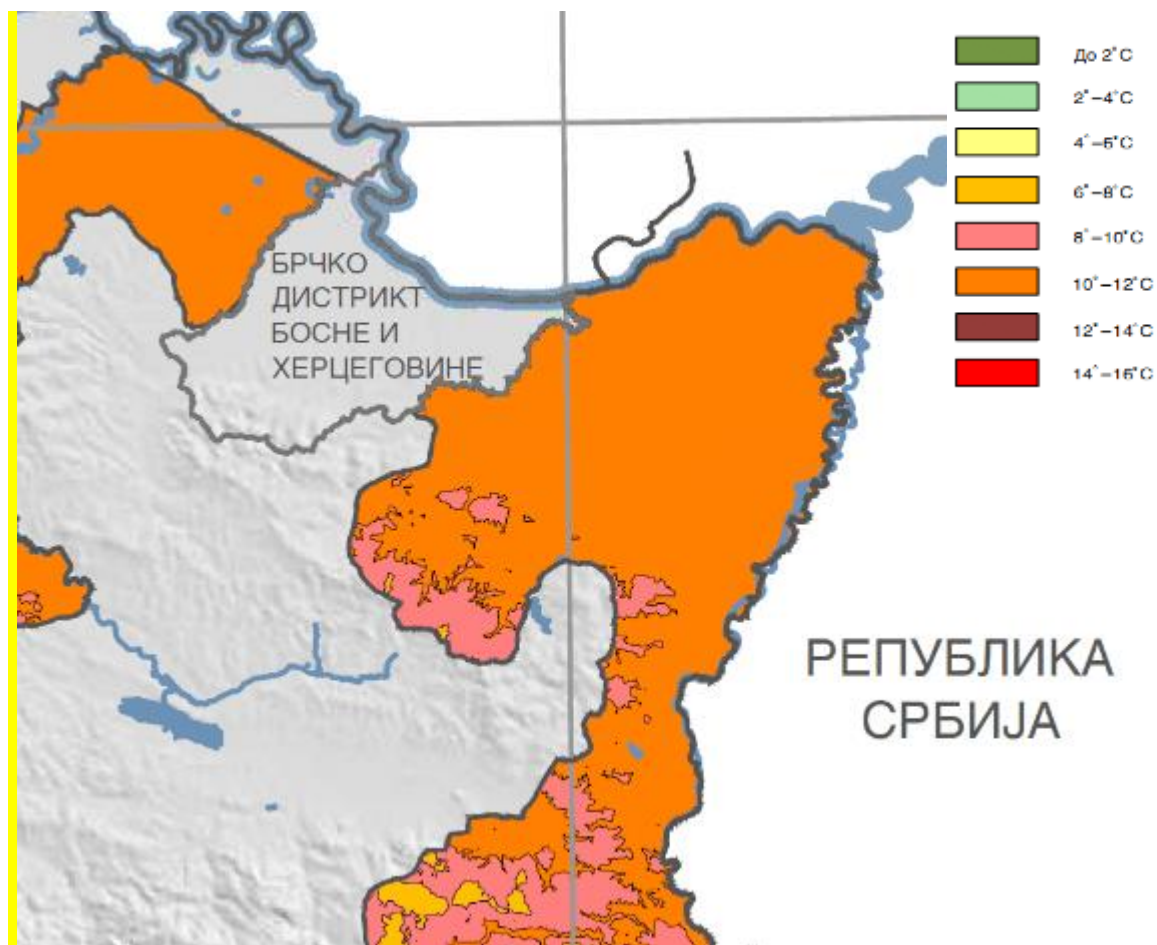 До 2°C
2°–4°C
4°–6°C
6°–8°C
8°–10°C
10°–12°C
12°–14°C
14°–16°C
БРЧКО
ДИСТРИКТ
БОСНЕ И
ХЕРЦЕГОВИНЕ
РЕПУБЛИКА
СРБИЈА